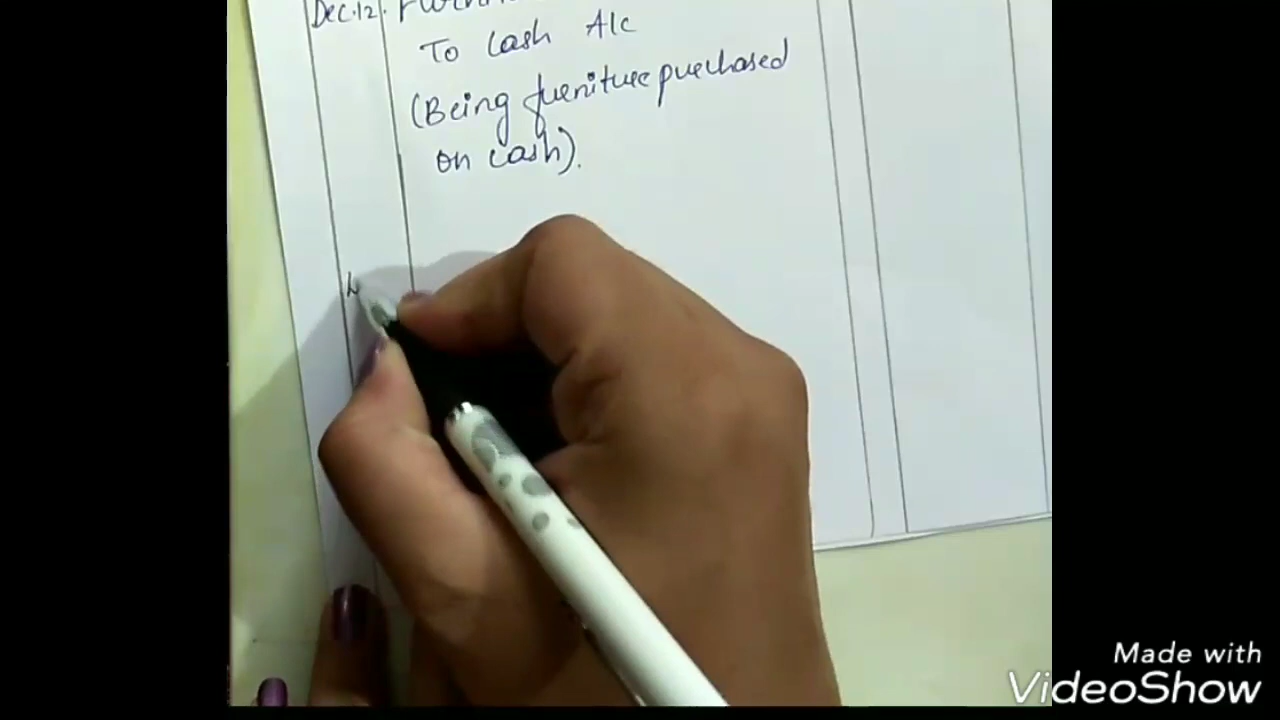 Dec.12.
To Cash A/c
(Being furniture purchased
on cash).
Made with
VideoShow